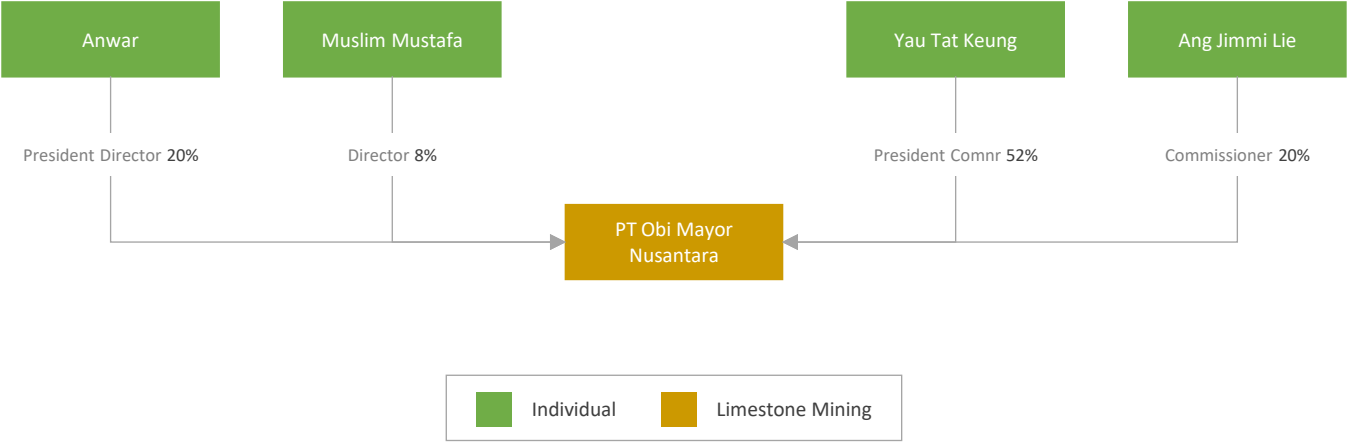 Anwar
Muslim Mustafa
Yau Tat Keung
Ang Jimmi Lie
President Director 20%
Director 8%
President Comnr 52%
Commissioner 20%
PT Obi Mayor
Nusantara
Individual
Limestone Mining